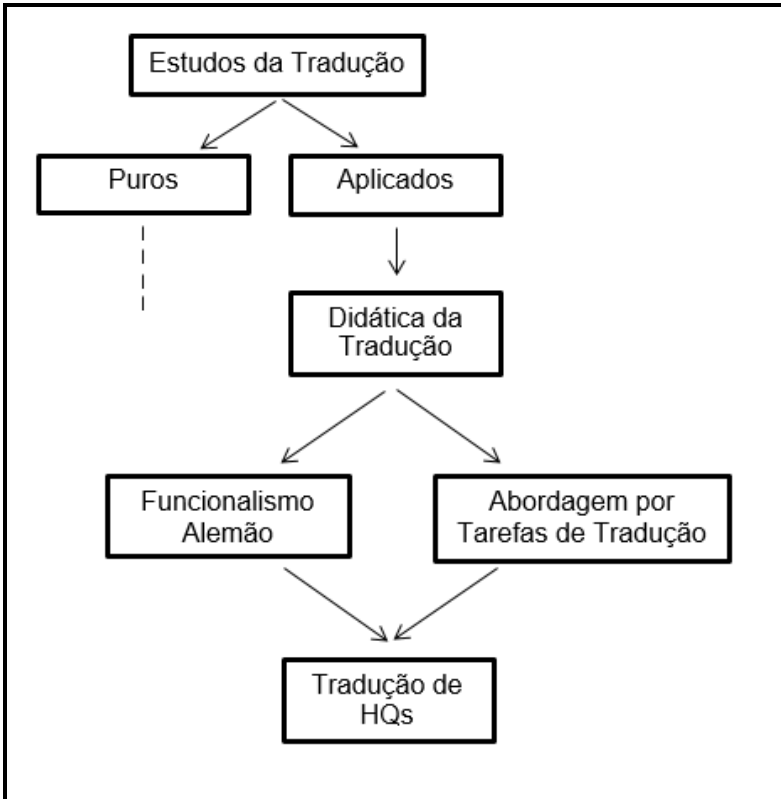 Estudos da Tradução
Puros
Aplicados
Didática da
Tradução
Funcionalismo
Alemão
Abordagem por
Tarefas de Tradução
Tradução de
HQs